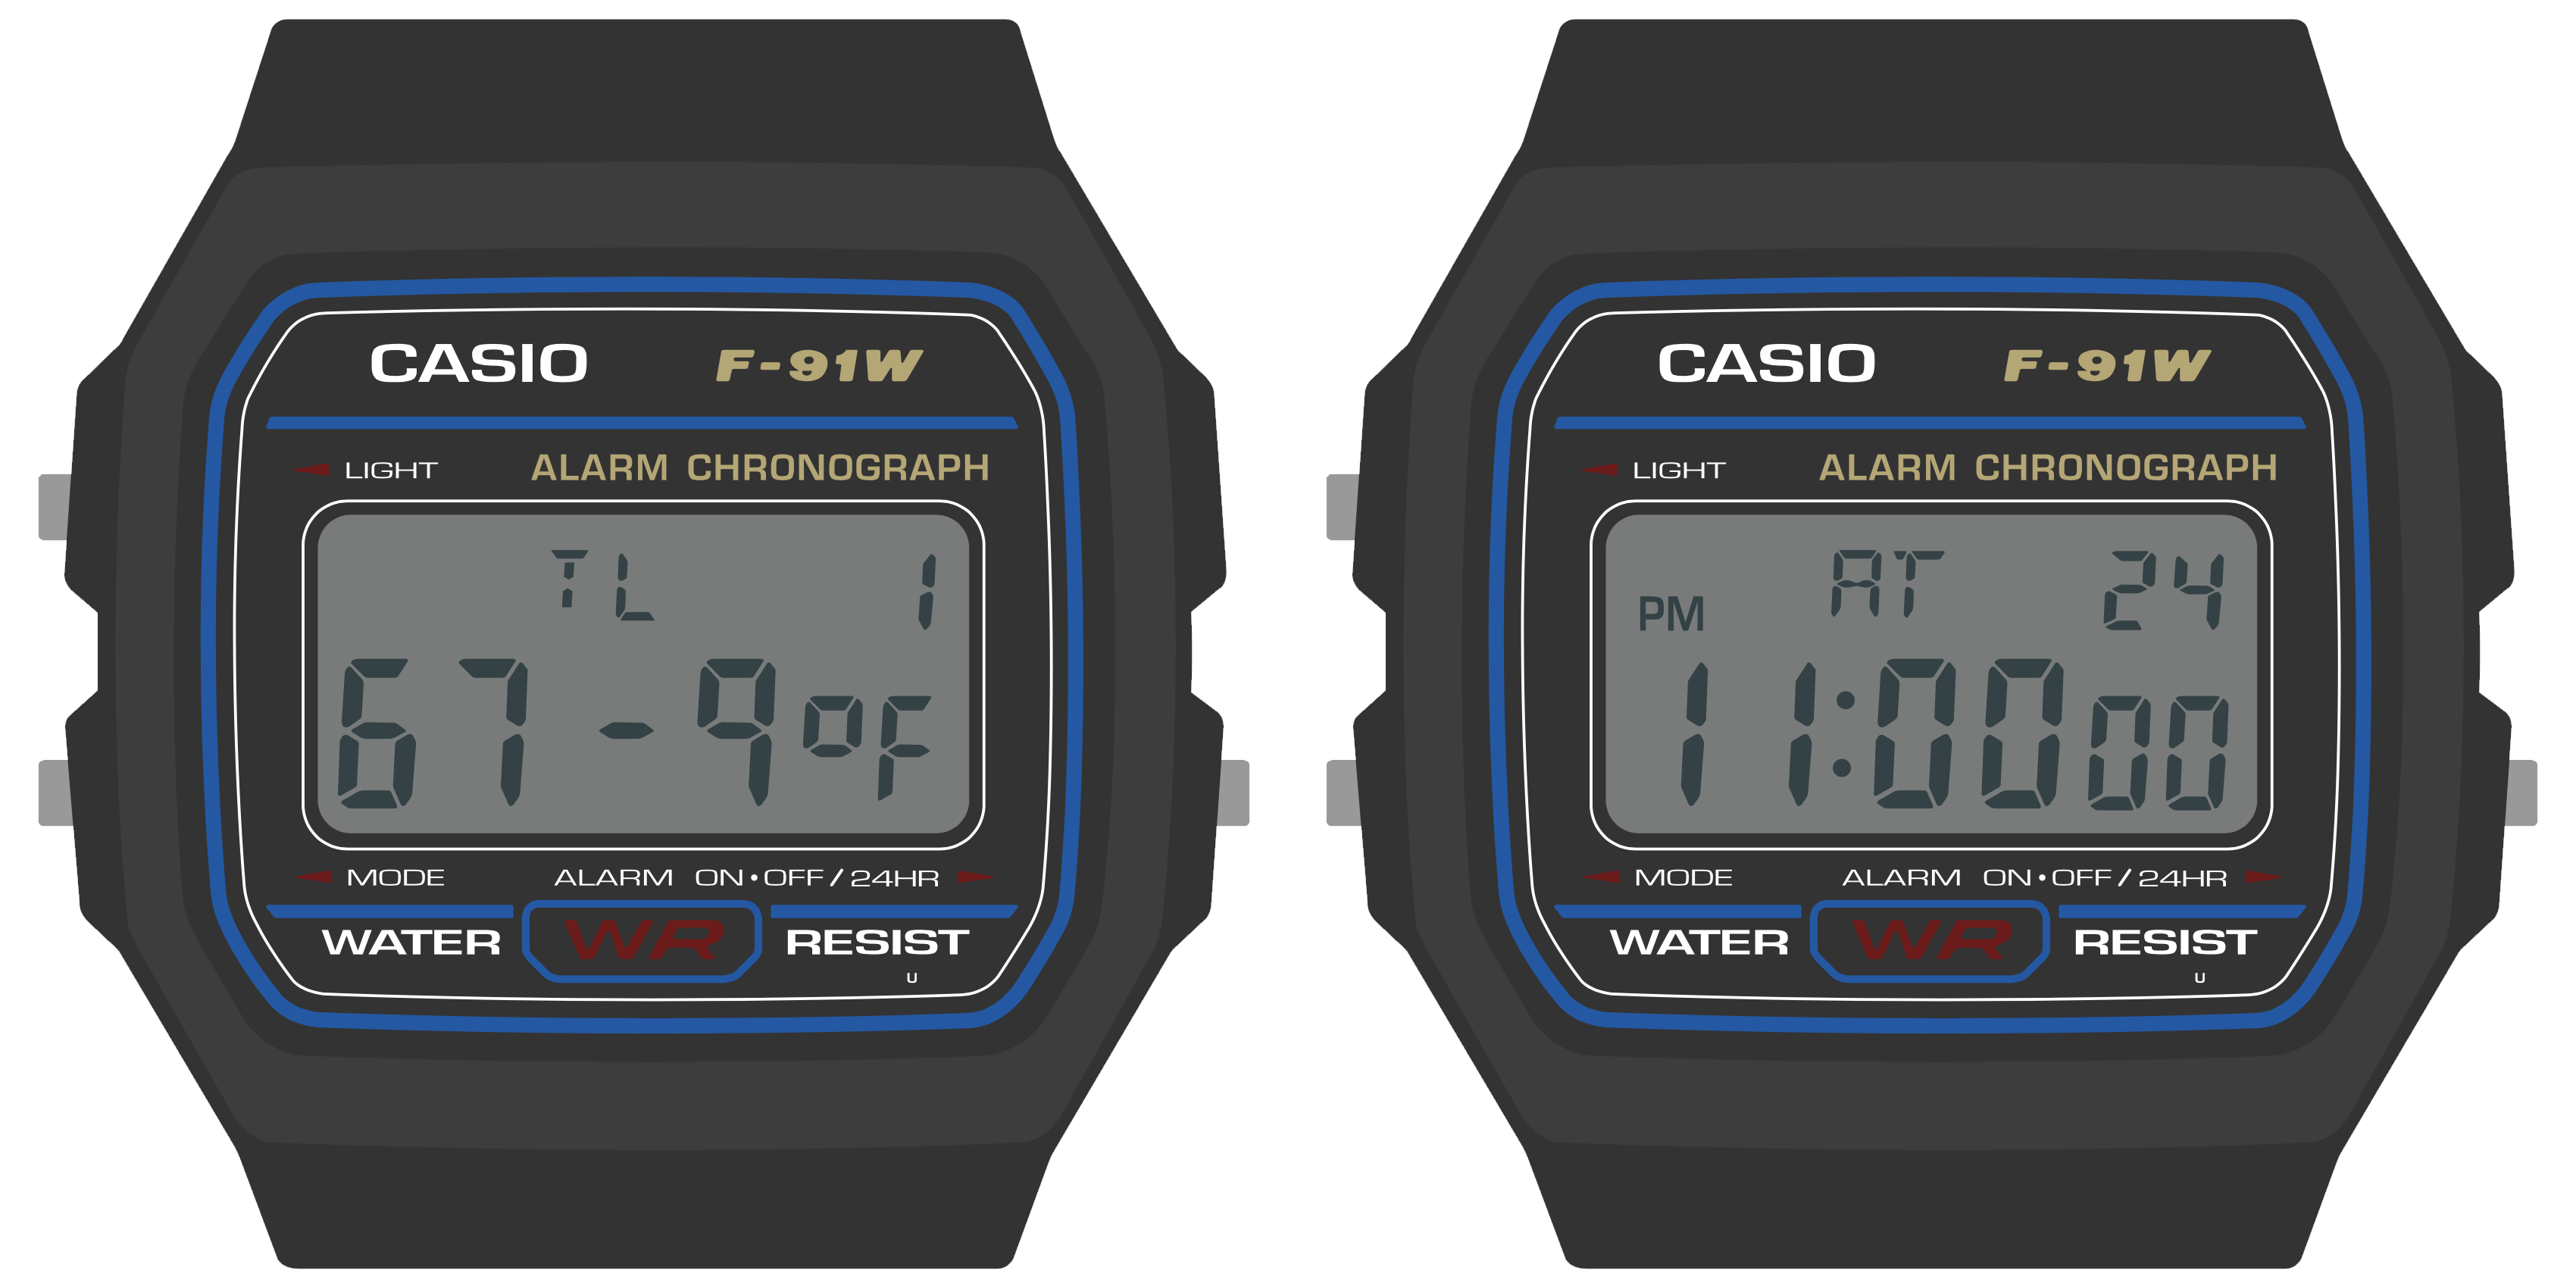 CASIO F-91W
LIGHT ALARM CHRONOGRAPH
TL 1
67-9 oF
MODE ALARM ON•OFF/24HR
WATER WR RESIST
U
CASIO F-91W
LIGHT ALARM CHRONOGRAPH
PM AT 24
11:00 00
MODE ALARM ON•OFF/24HR
WATER WR RESIST
U